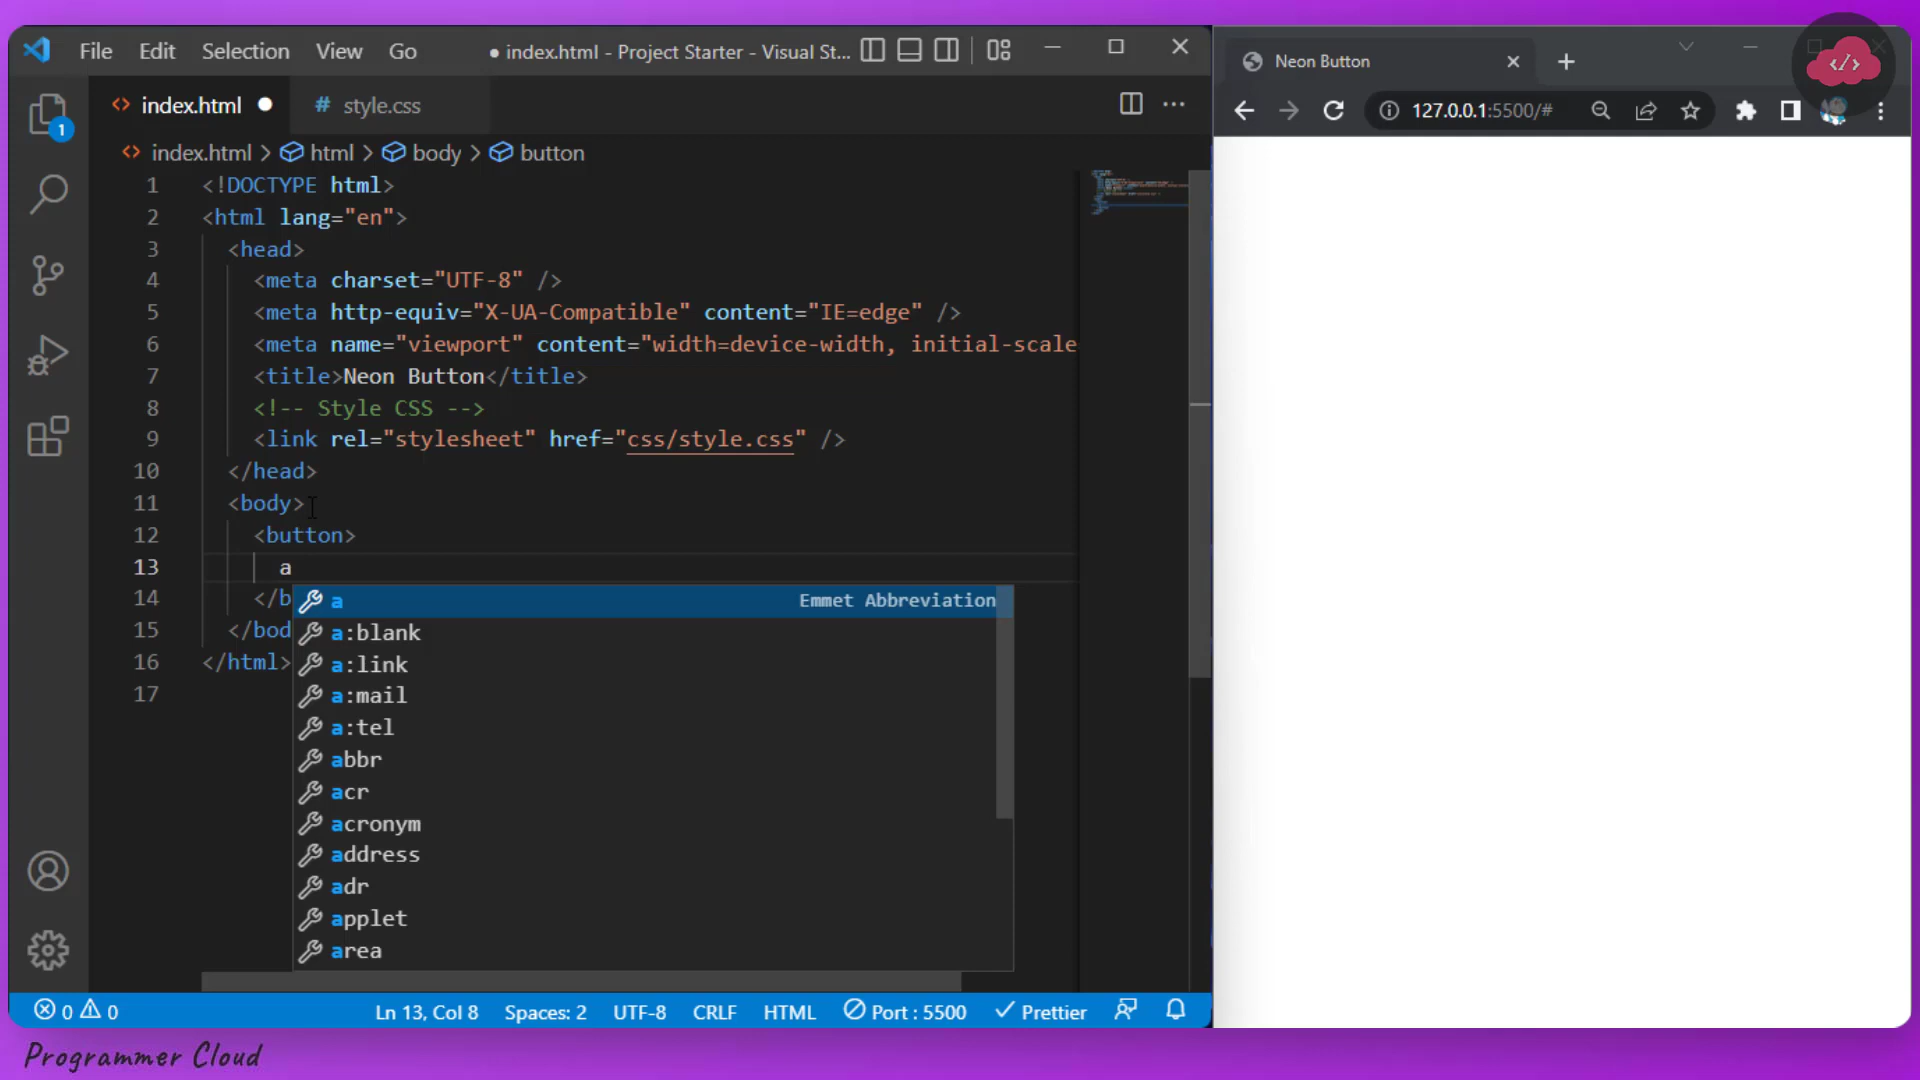 File Edit Selection View Go ● index.html - Project Starter - Visual St...
index.html ● # style.css
index.html > html > body > button
1 <!DOCTYPE html>
2 <html lang="en">
3 <head>
4 <meta charset="UTF-8" />
5 <meta http-equiv="X-UA-Compatible" content="IE=edge" />
6 <meta name="viewport" content="width=device-width, initial-scale
7 <title>Neon Button</title>
8 <!-- Style CSS -->
9 <link rel="stylesheet" href="css/style.css" />
10 </head>
11 <body>
12 <button>
13 a
14 </b
15 </bod
16 </html>
17
a Emmet Abbreviation
a:blank
a:link
a:mail
a:tel
abbr
acr
acronym
address
adr
applet
area
1
0 0 Ln 13, Col 8 Spaces: 2 UTF-8 CRLF HTML Port : 5500 Prettier
Neon Button
127.0.0.1:5500/#
</>
Programmer Cloud